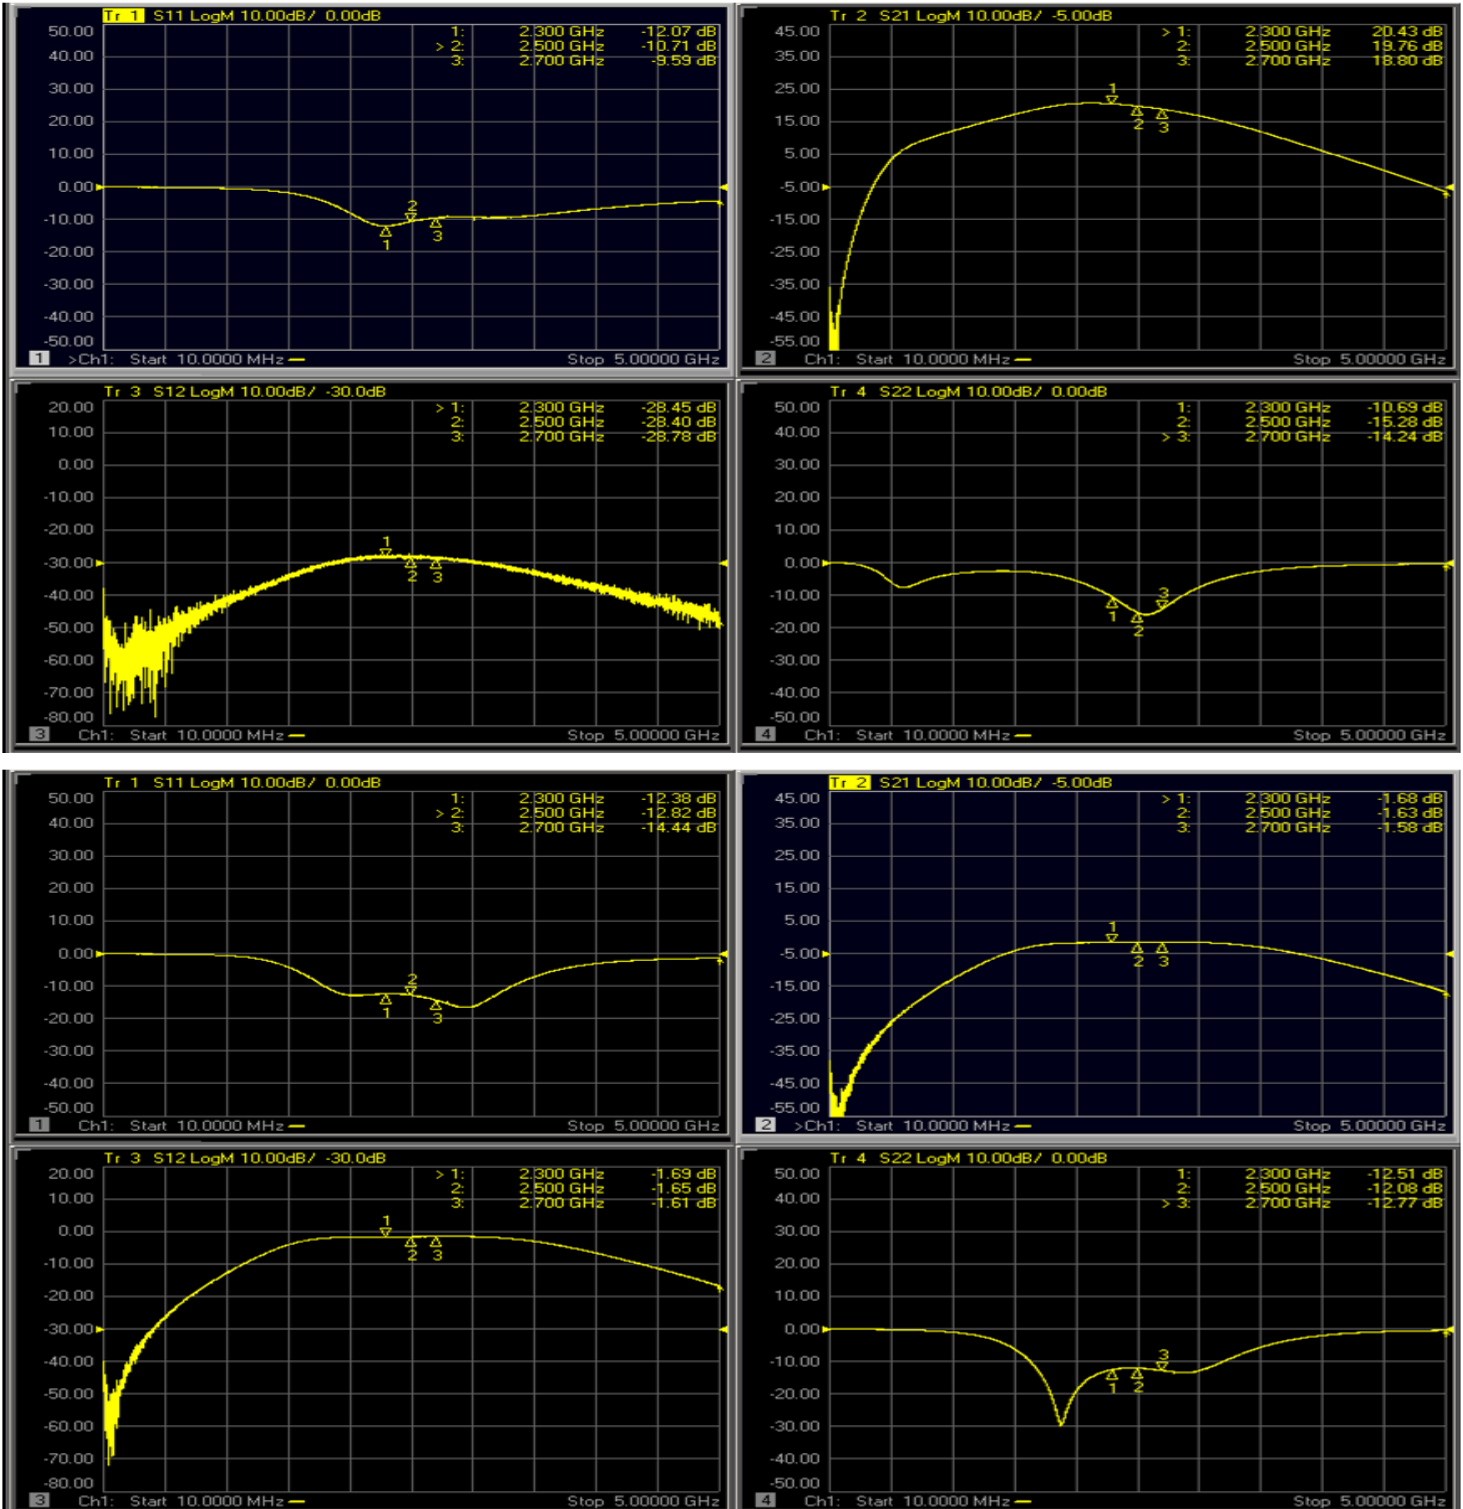 Tr 1 S11 LogM 10.00dB/ 0.00dB
50.00
40.00
30.00
20.00
10.00
0.00
-10.00
-20.00
-30.00
-40.00
-50.00
1: 2.300 GHz -12.07 dB
> 2: 2.500 GHz -10.71 dB
3: 2.700 GHz -9.59 dB
2
1
3
1 >Ch1: Start 10.0000 MHz Stop 5.00000 GHz
Tr 2 S21 LogM 10.00dB/ -5.00dB
45.00
35.00
25.00
15.00
5.00
-5.00
-15.00
-25.00
-35.00
-45.00
-55.00
> 1: 2.300 GHz 20.43 dB
2: 2.500 GHz 19.76 dB
3: 2.700 GHz 18.80 dB
1
2 3
2 Ch1: Start 10.0000 MHz Stop 5.00000 GHz
Tr 3 S12 LogM 10.00dB/ -30.0dB
20.00
10.00
0.00
-10.00
-20.00
-30.00
-40.00
-50.00
-60.00
-70.00
-80.00
> 1: 2.300 GHz -28.45 dB
2: 2.500 GHz -28.40 dB
3: 2.700 GHz -28.78 dB
1
2 3
3 Ch1: Start 10.0000 MHz Stop 5.00000 GHz
Tr 4 S22 LogM 10.00dB/ 0.00dB
50.00
40.00
30.00
20.00
10.00
0.00
-10.00
-20.00
-30.00
-40.00
-50.00
1: 2.300 GHz -10.69 dB
2: 2.500 GHz -15.28 dB
> 3: 2.700 GHz -14.24 dB
3
1
2
4 Ch1: Start 10.0000 MHz Stop 5.00000 GHz
Tr 1 S11 LogM 10.00dB/ 0.00dB
50.00
40.00
30.00
20.00
10.00
0.00
-10.00
-20.00
-30.00
-40.00
-50.00
1: 2.300 GHz -12.38 dB
> 2: 2.500 GHz -12.82 dB
3: 2.700 GHz -14.44 dB
2
1
3
1 Ch1: Start 10.0000 MHz Stop 5.00000 GHz
Tr 2 S21 LogM 10.00dB/ -5.00dB
45.00
35.00
25.00
15.00
5.00
-5.00
-15.00
-25.00
-35.00
-45.00
-55.00
> 1: 2.300 GHz -1.68 dB
2: 2.500 GHz -1.63 dB
3: 2.700 GHz -1.58 dB
1
2 3
2 >Ch1: Start 10.0000 MHz Stop 5.00000 GHz
Tr 3 S12 LogM 10.00dB/ -30.0dB
20.00
10.00
0.00
-10.00
-20.00
-30.00
-40.00
-50.00
-60.00
-70.00
-80.00
> 1: 2.300 GHz -1.69 dB
2: 2.500 GHz -1.65 dB
3: 2.700 GHz -1.61 dB
1
2 3
3 Ch1: Start 10.0000 MHz Stop 5.00000 GHz
Tr 4 S22 LogM 10.00dB/ 0.00dB
50.00
40.00
30.00
20.00
10.00
0.00
-10.00
-20.00
-30.00
-40.00
-50.00
1: 2.300 GHz -12.51 dB
2: 2.500 GHz -12.08 dB
> 3: 2.700 GHz -12.77 dB
3
1 2
4 Ch1: Start 10.0000 MHz Stop 5.00000 GHz